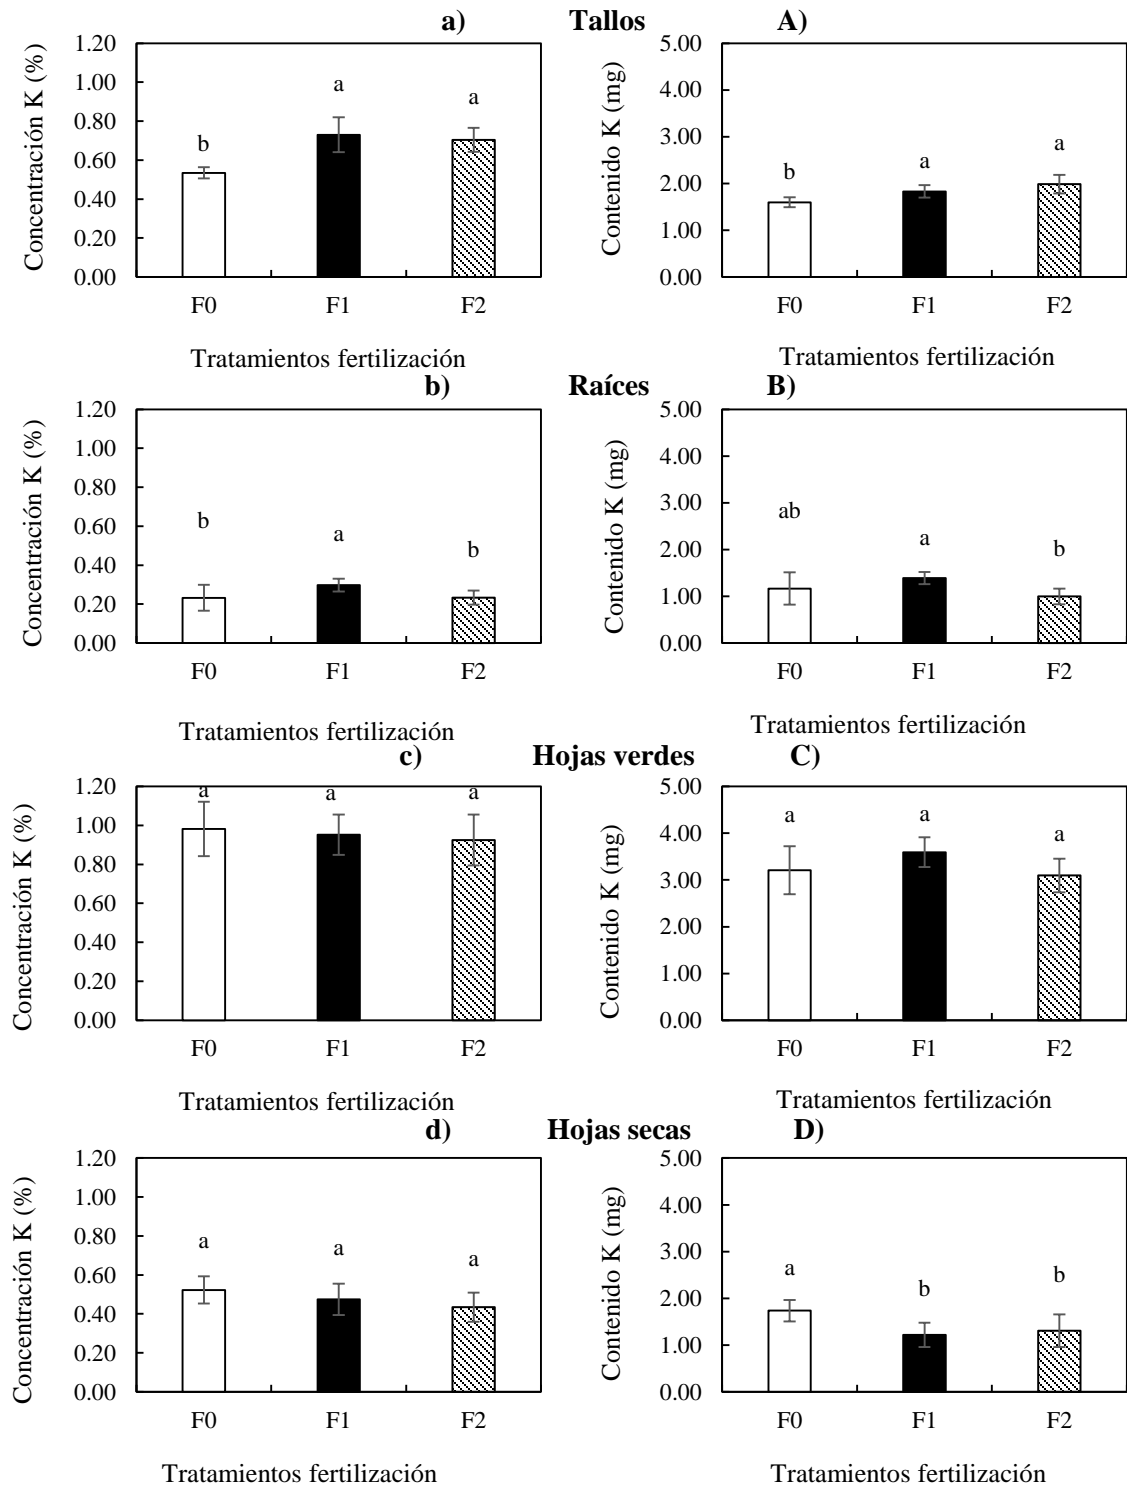 a) Tallos A)
Concentración K (%)
1.20
1.00
0.80
0.60
0.40
0.20
0.00
b
a
a
F0 F1 F2
Tratamientos fertilización
Contenido K (mg)
5.00
4.00
3.00
2.00
1.00
0.00
b
a
a
F0 F1 F2
Tratamientos fertilización
b) Raíces B)
Concentración K (%)
1.20
1.00
0.80
0.60
0.40
0.20
0.00
b
a
b
F0 F1 F2
Tratamientos fertilización
Contenido K (mg)
5.00
4.00
3.00
2.00
1.00
0.00
ab
a
b
F0 F1 F2
Tratamientos fertilización
c) Hojas verdes C)
Concentración K (%)
1.20
1.00
0.80
0.60
0.40
0.20
0.00
a
a
a
F0 F1 F2
Tratamientos fertilización
Contenido K (mg)
5.00
4.00
3.00
2.00
1.00
0.00
a
a
a
F0 F1 F2
Tratamientos fertilización
d) Hojas secas D)
Concentración K (%)
1.20
1.00
0.80
0.60
0.40
0.20
0.00
a
a
a
F0 F1 F2
Tratamientos fertilización
Contenido K (mg)
5.00
4.00
3.00
2.00
1.00
0.00
a
b
b
F0 F1 F2
Tratamientos fertilización